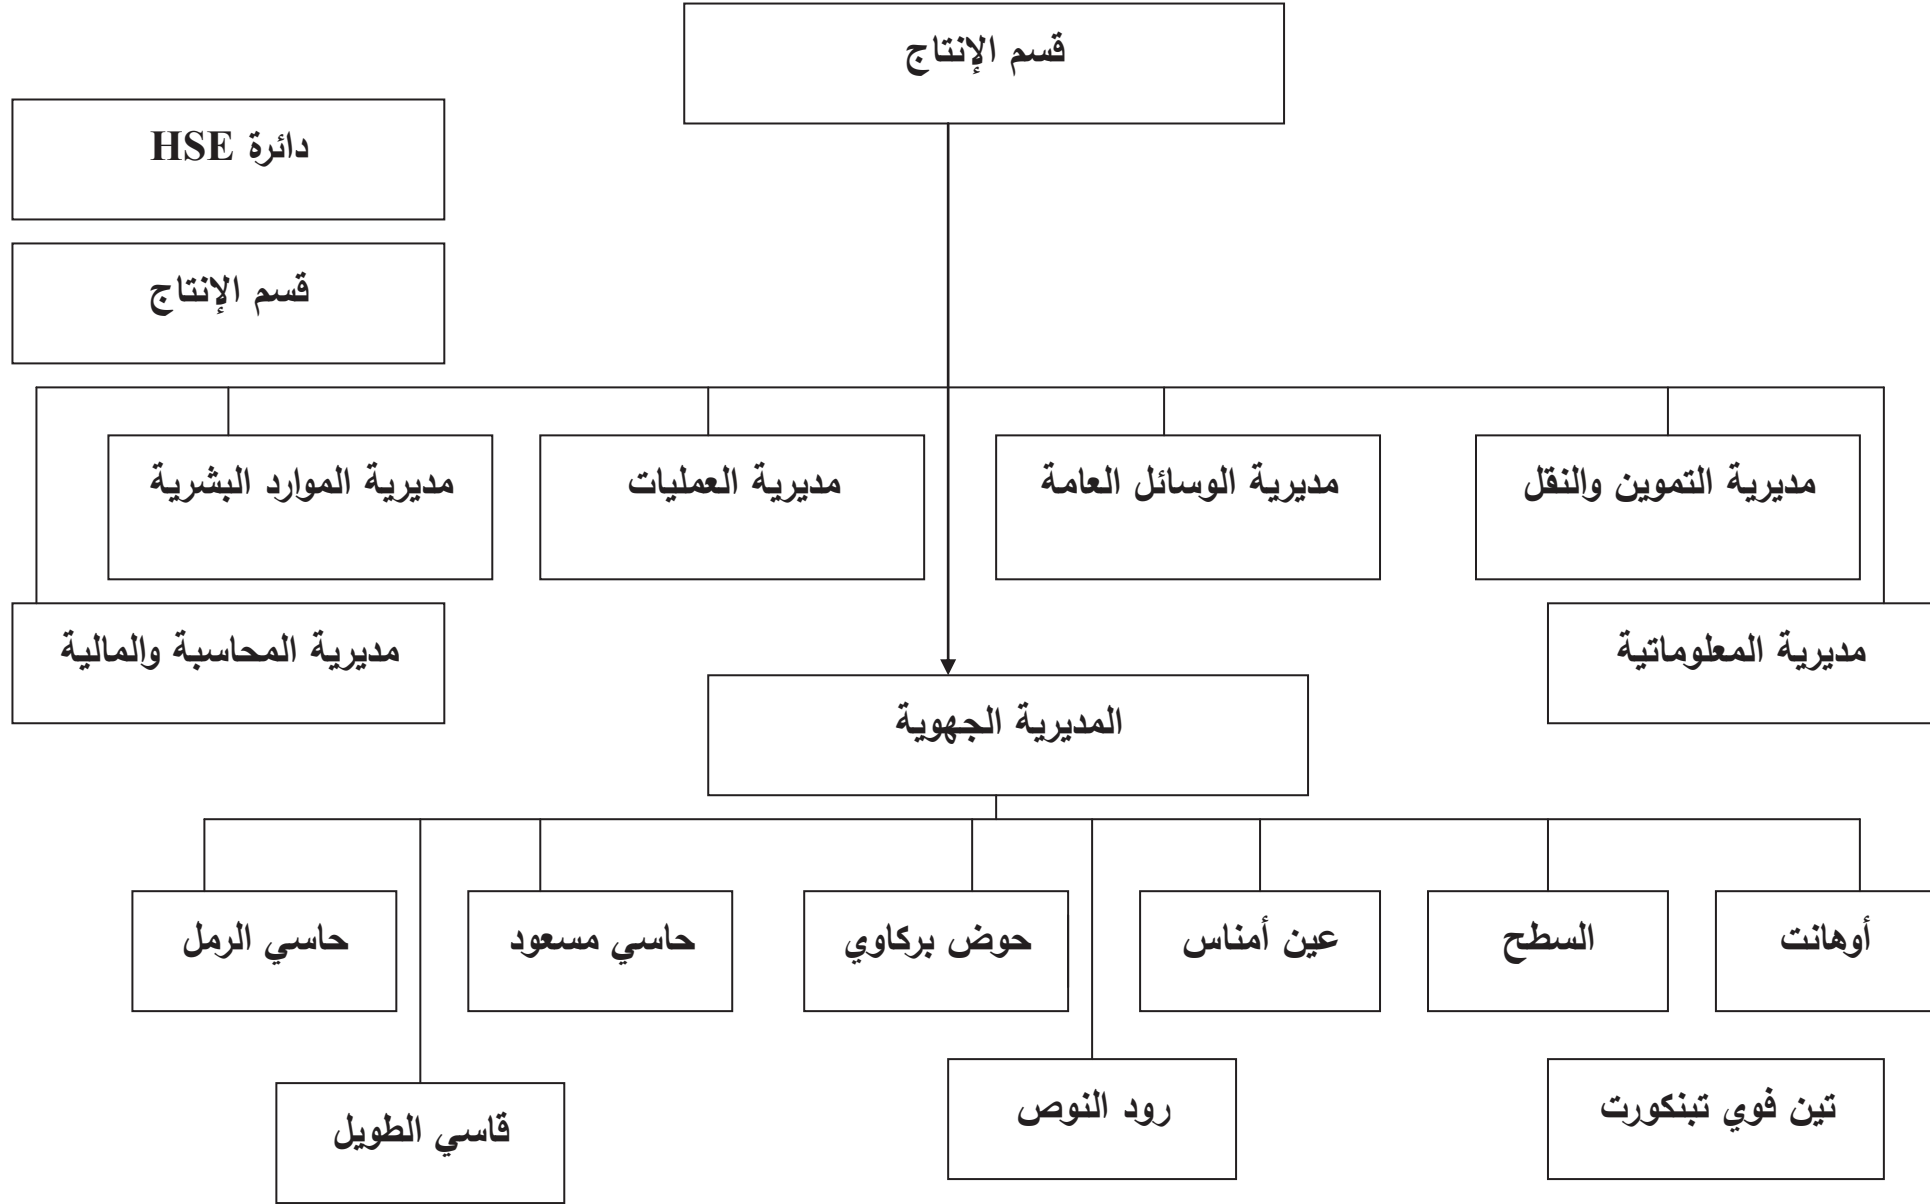 قسم الإنتاج
دائرة HSE
قسم الإنتاج
مديرية التموين والنقل
مديرية الوسائل العامة
مديرية العمليات
مديرية الموارد البشرية
مديرية المعلوماتية
مديرية المحاسبة والمالية
المديرية الجهوية
أوهانت
السطح
عين أمناس
حوض بركاوي
حاسي مسعود
حاسي الرمل
تين فوي تبنكورت
رود النوص
قاسي الطويل